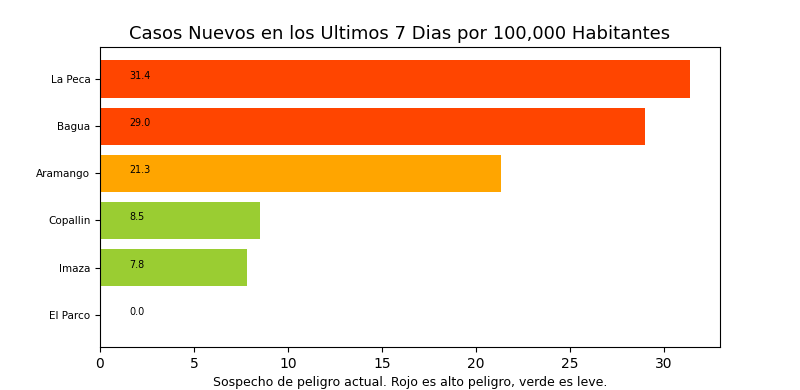 Casos Nuevos en los Ultimos 7 Dias por 100,000 Habitantes
La Peca 31.4
Bagua 29.0
Aramango 21.3
Copallin 8.5
Imaza 7.8
El Parco 0.0
0 5 10 15 20 25 30
Sospecho de peligro actual. Rojo es alto peligro, verde es leve.